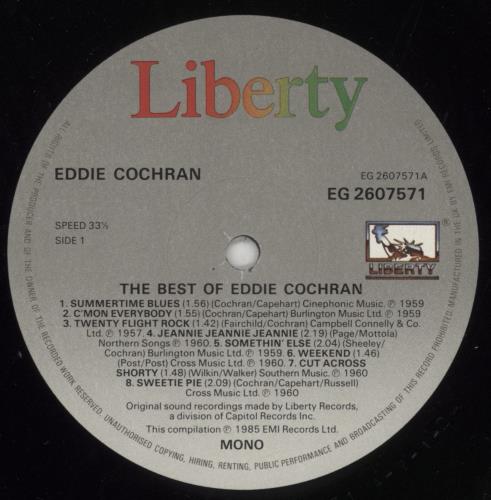 Liberty
EDDIE COCHRAN
EG 2607571A
EG 2607571
SPEED 33⅓
SIDE 1
®
LIBERTY
THE BEST OF EDDIE COCHRAN
1. SUMMERTIME BLUES (1.56) (Cochran/Capehart) Cinephonic Music. ℗ 1959
2. C'MON EVERYBODY (1.55) (Cochran/Capehart) Burlington Music Ltd. ℗ 1959
3. TWENTY FLIGHT ROCK (1.42) (Fairchild/Cochran) Campbell Connelly & Co.
Ltd. ℗ 1957. 4. JEANNIE JEANNIE JEANNIE (2.19) (Page/Mottola)
Northern Songs ℗ 1960. 5. SOMETHIN' ELSE (2.04) (Sheeley/
Cochran) Burlington Music Ltd. ℗ 1959. 6. WEEKEND (1.46)
(Post/Post) Cross Music Ltd. ℗ 1960. 7. CUT ACROSS
SHORTY (1.48) (Wilkin/Walker) Southern Music. ℗ 1960
8. SWEETIE PIE (2.09) (Cochran/Capehart/Russell)
Cross Music Ltd. ℗ 1960
Original sound recordings made by Liberty Records,
a division of Capitol Records Inc.
This compilation ℗ 1985 EMI Records Ltd.
MONO
ALL RIGHTS OF THE PRODUCER AND OF THE OWNER OF THE RECORDED WORK RESERVED. UNAUTHORISED COPYING, HIRING, RENTING, PUBLIC PERFORMANCE AND BROADCASTING OF THIS RECORD PROHIBITED. MANUFACTURED IN THE UK BY EMI RECORDS LIMITED